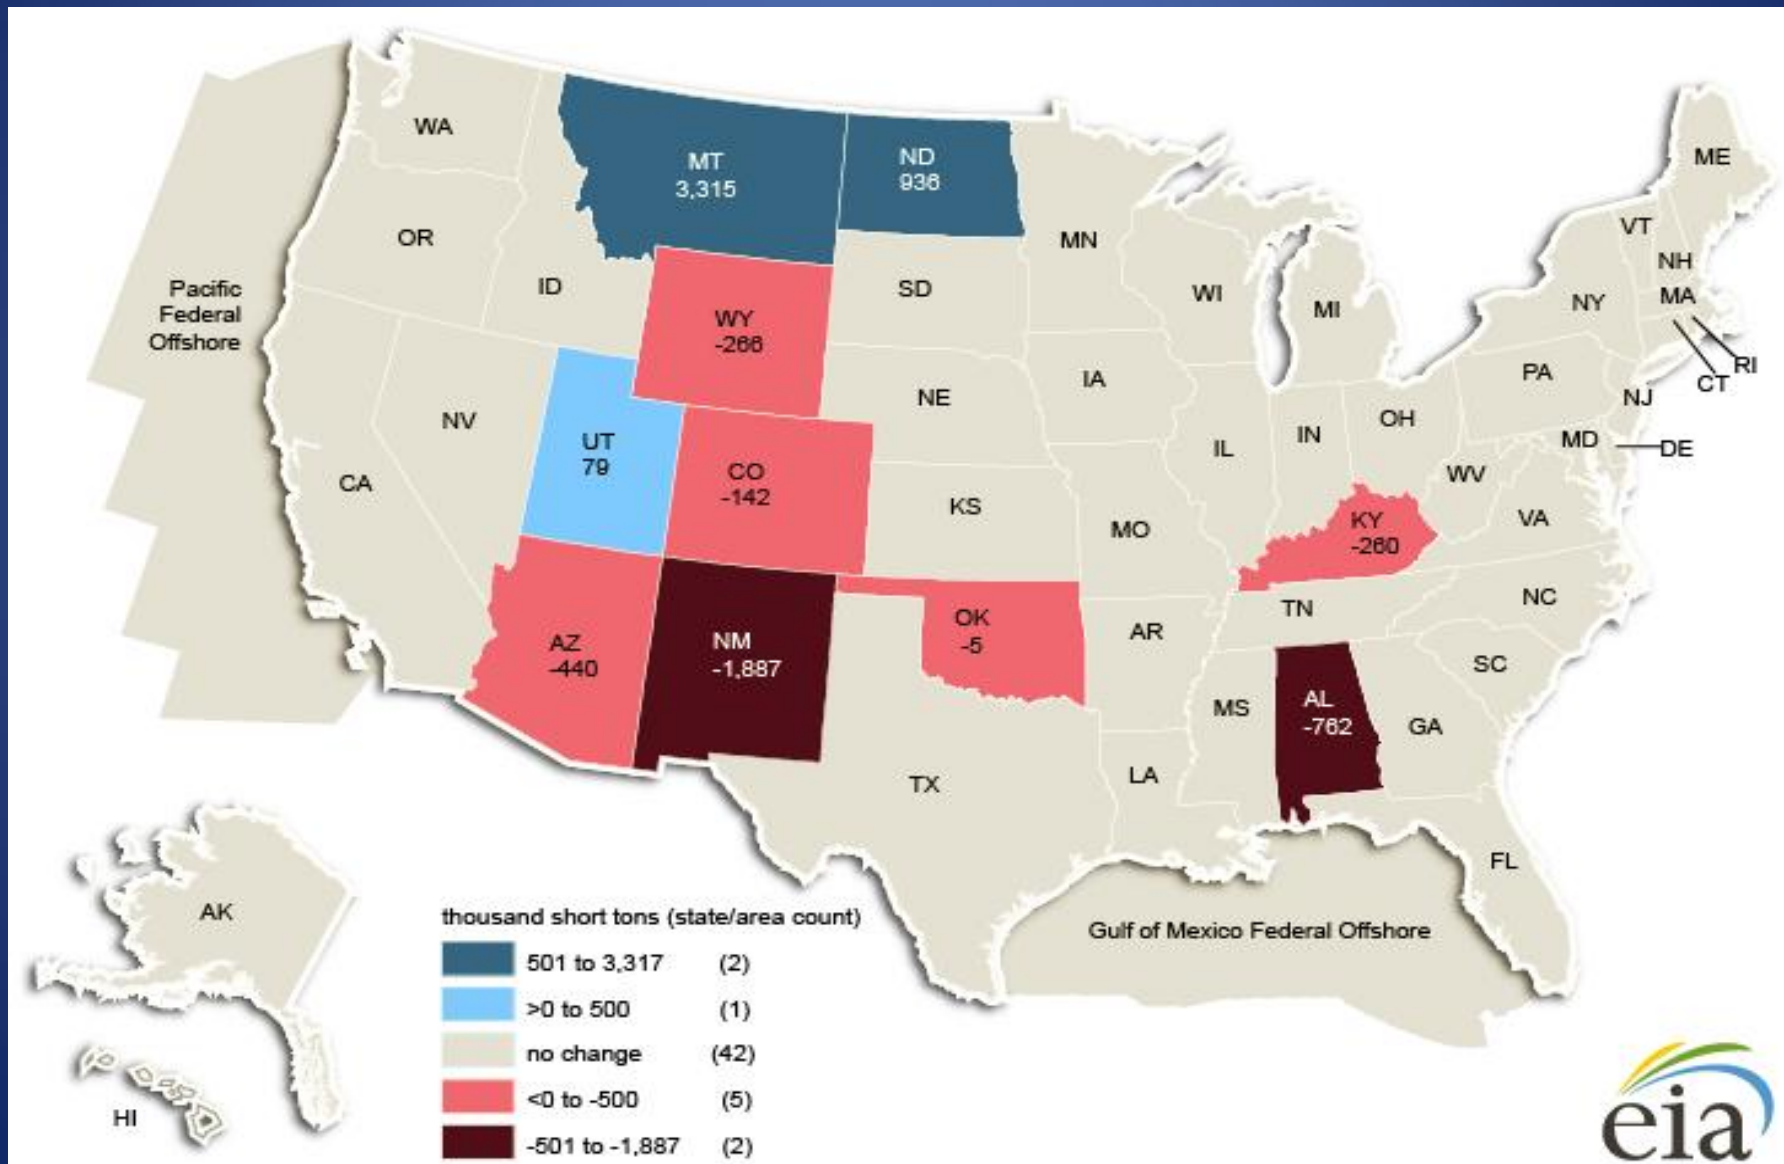 WA
MT
3,315
ND
936
ME
OR
ID
MN
VT
NH
Pacific
Federal
Offshore
SD
WI
MI
NY
MA
WY
-266
RI
CT
IA
PA
NE
NJ
NV
UT
79
CO
-142
IL
IN
OH
MD
DE
CA
KS
WV
MO
KY
-260
VA
AZ
-440
NM
-1,887
OK
-5
AR
TN
NC
SC
MS
AL
-762
GA
TX
LA
FL
AK
HI
Gulf of Mexico Federal Offshore
thousand short tons (state/area count)
501 to 3,317 (2)
>0 to 500 (1)
no change (42)
<0 to -500 (5)
-501 to -1,887 (2)
eia